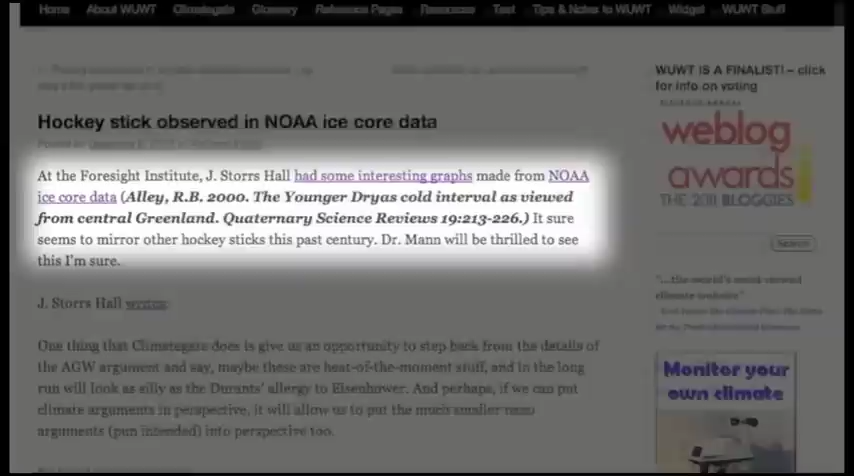 Home About WUWT Climategate Glossary Reference Pages Resources Test Tips & Notes to WUWT Widget WUWT Stuff
WUWT IS A FINALIST! – click
for info on voting
Hockey stick observed in NOAA ice core data
weblog
awards
THE 2011 BLOGGIES
At the Foresight Institute, J. Storrs Hall had some interesting graphs made from NOAA
ice core data (Alley, R.B. 2000. The Younger Dryas cold interval as viewed
from central Greenland. Quaternary Science Reviews 19:213-226.) It sure
seems to mirror other hockey sticks this past century. Dr. Mann will be thrilled to see
this I'm sure.
Search
"...the world's most viewed
climate website"
J. Storrs Hall writes:
One thing that Climategate does is give us an opportunity to step back from the details of
the AGW argument and say, maybe these are heat-of-the-moment stuff, and in the long
run will look as silly as the Durants' allergy to Eisenhower. And perhaps, if we can put
climate arguments in perspective, it will allow us to put the much smaller nano
arguments (pun intended) into perspective too.
Monitor your
own climate